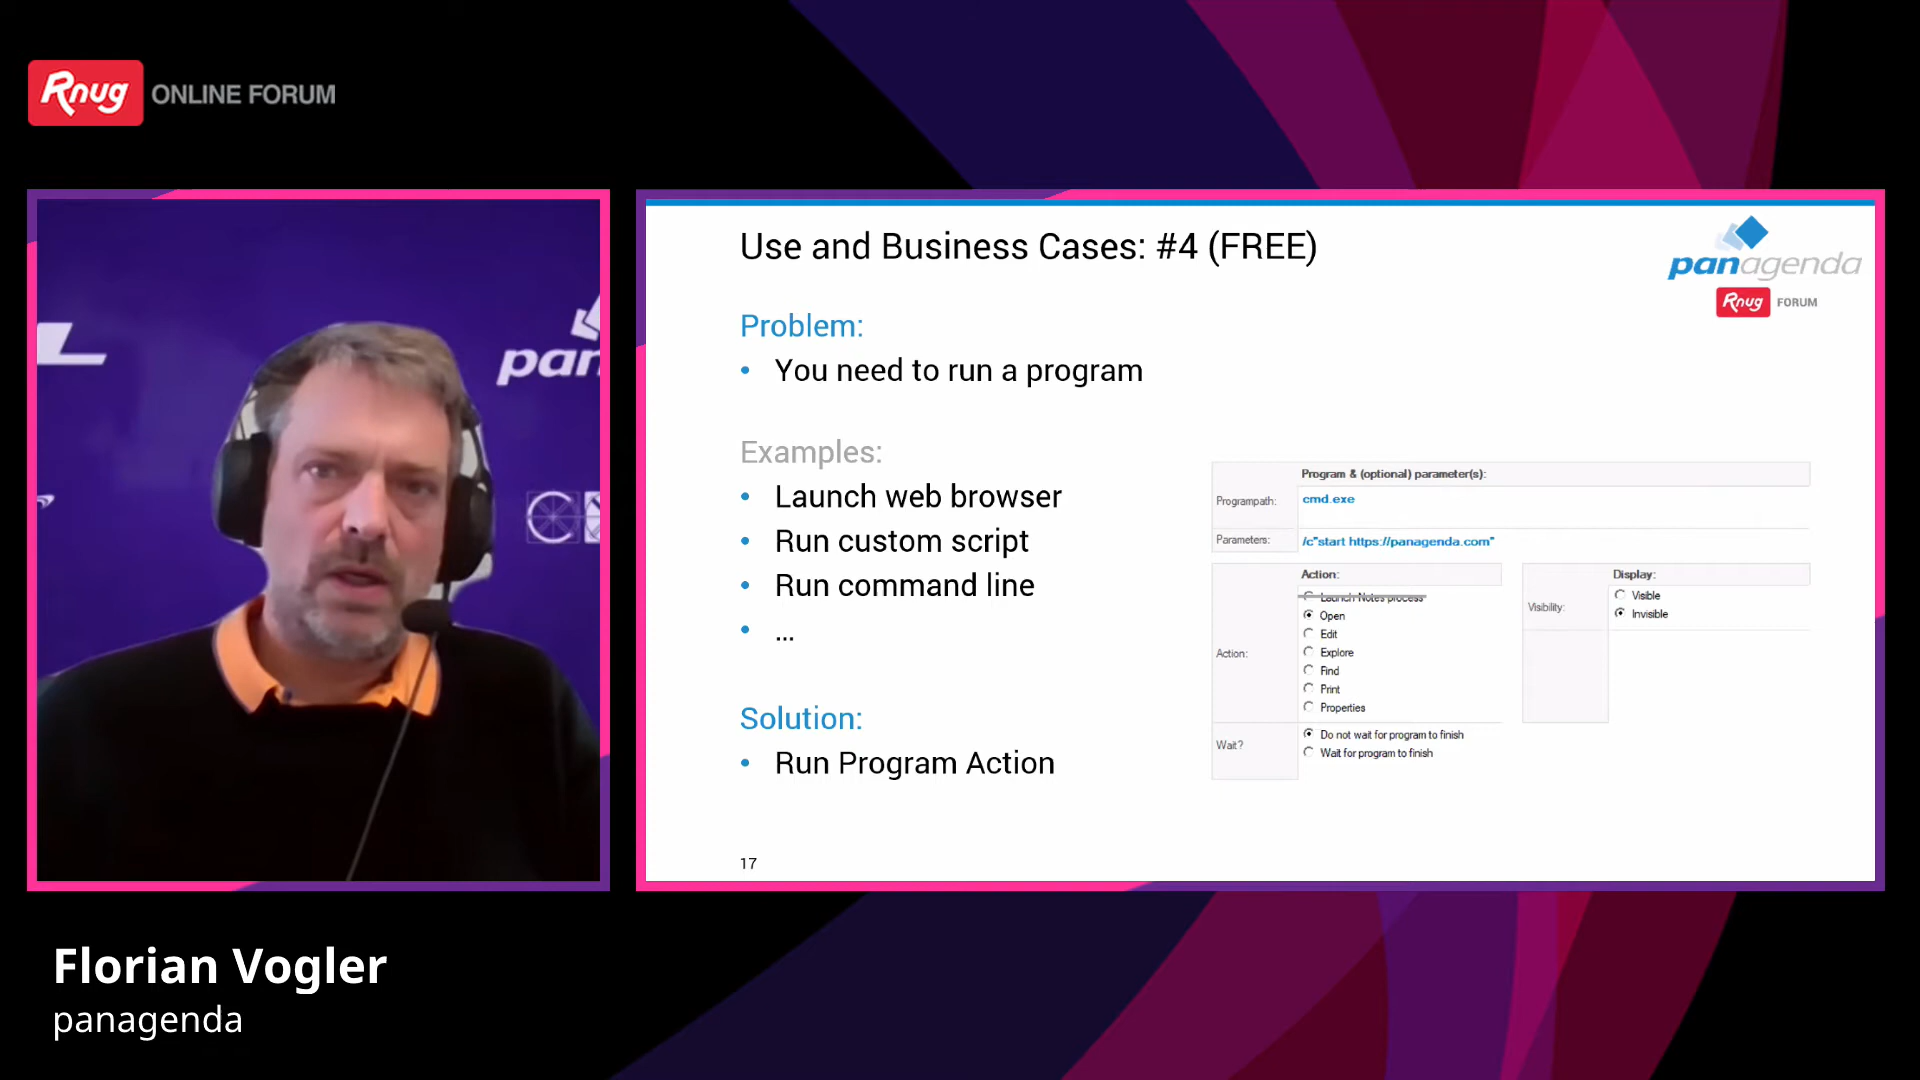 Rnug ONLINE FORUM
L
pan
Use and Business Cases: #4 (FREE)
panagenda
Rnug FORUM
Problem:
• You need to run a program
Examples:
• Launch web browser
• Run custom script
• Run command line
• ...
Solution:
• Run Program Action
17
Program & (optional) parameter(s):
Programpath: cmd.exe
Parameters: /c"start https://panagenda.com"
Action:
Launch Notes process
Open
Edit
Action: Explore
Find
Print
Properties
Wait? Do not wait for program to finish
Wait for program to finish
Display:
Visible
Visibility: Invisible
Florian Vogler
panagenda